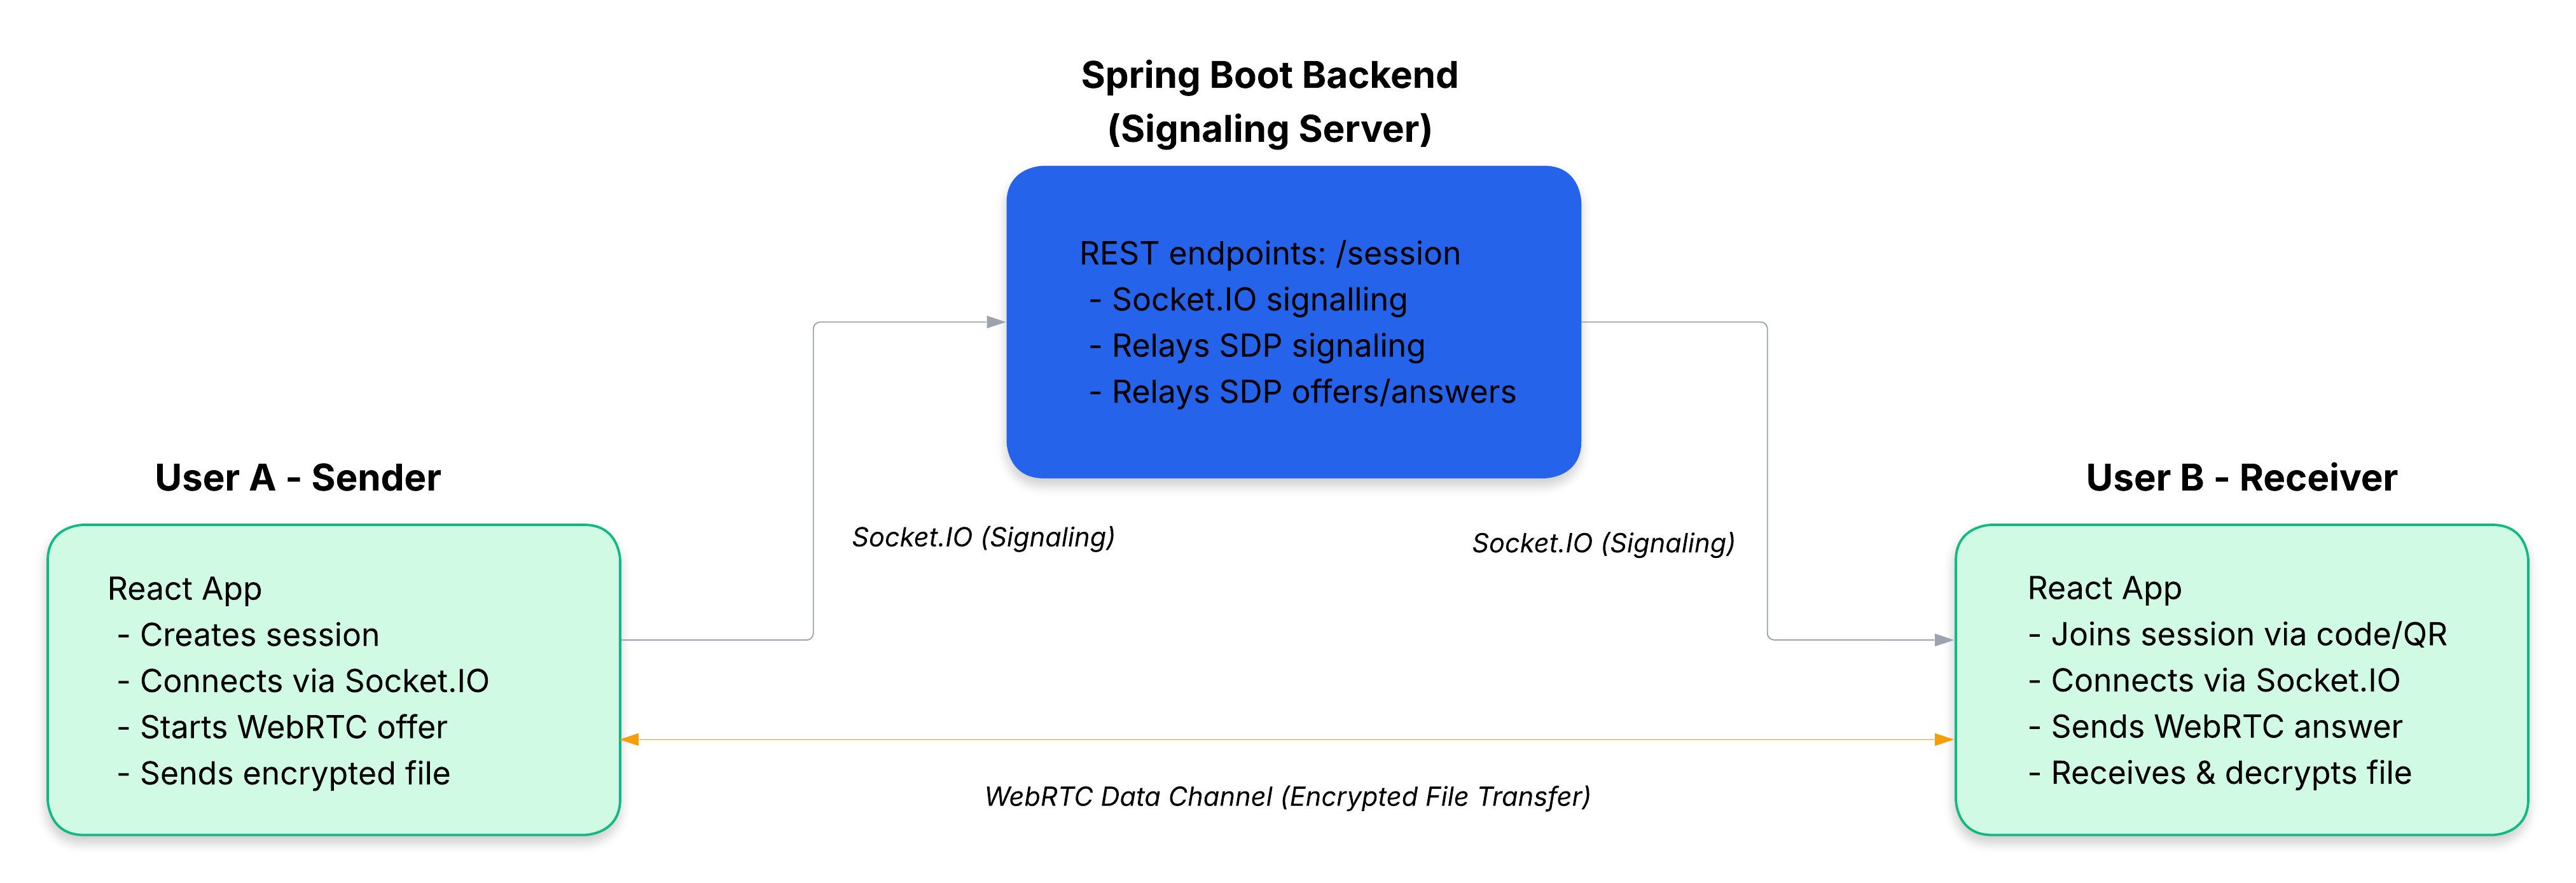 Spring Boot Backend
(Signaling Server)
REST endpoints: /session
- Socket.IO signalling
- Relays SDP signaling
- Relays SDP offers/answers
User A - Sender
React App
- Creates session
- Connects via Socket.IO
- Starts WebRTC offer
- Sends encrypted file
Socket.IO (Signaling)
Socket.IO (Signaling)
User B - Receiver
React App
- Joins session via code/QR
- Connects via Socket.IO
- Sends WebRTC answer
- Receives & decrypts file
WebRTC Data Channel (Encrypted File Transfer)